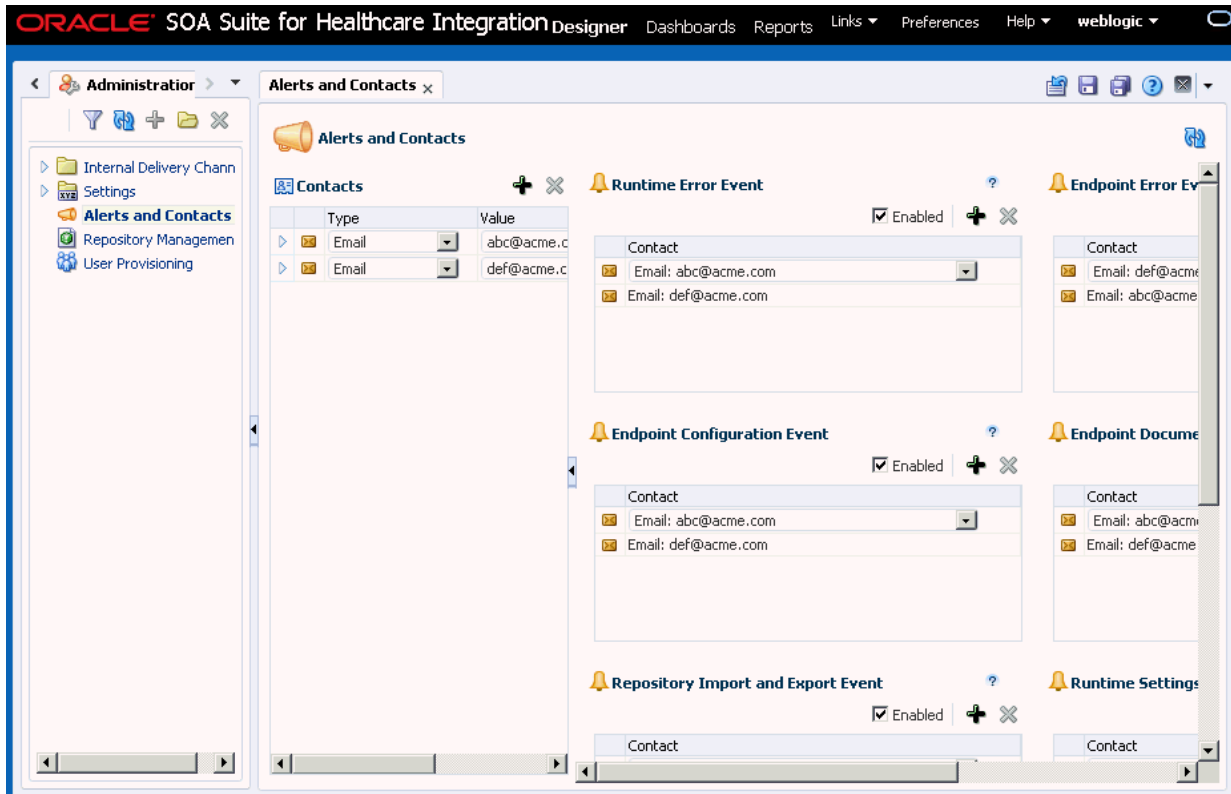 ORACLE SOA Suite for Healthcare Integration Designer Dashboards Reports Links Preferences Help weblogic
Administration
Alerts and Contacts
Internal Delivery Chann
xyz Settings
Alerts and Contacts
Repository Managemen
User Provisioning
Alerts and Contacts
Contacts
Type Value
Email abc@acme.c
Email def@acme.c
Runtime Error Event
Enabled
Contact
Email: abc@acme.com
Email: def@acme.com
Endpoint Error Ev
Contact
Email: def@acme
Email: abc@acme
Endpoint Configuration Event
Enabled
Contact
Email: abc@acme.com
Email: def@acme.com
Endpoint Docume
Contact
Email: abc@acm
Email: def@acme
Repository Import and Export Event
Enabled
Contact
Runtime Settings
Contact